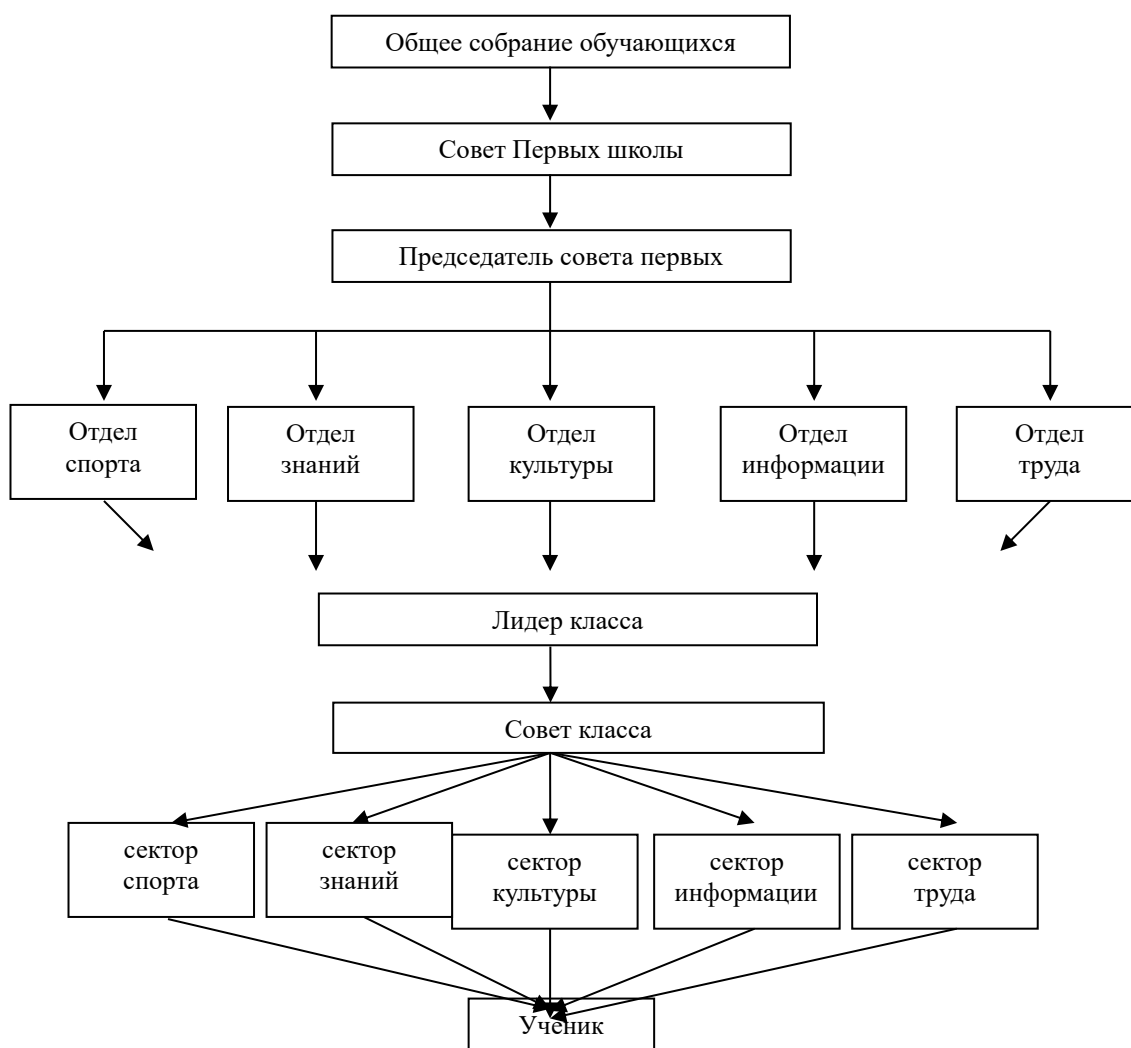 Общее собрание обучающихся
Совет Первых школы
Председатель совета первых
Отдел
спорта
Отдел
знаний
Отдел
культуры
Отдел
информации
Отдел
труда
Лидер класса
Совет класса
сектор
спорта
сектор
знаний
сектор
культуры
сектор
информации
сектор
труда
Ученик